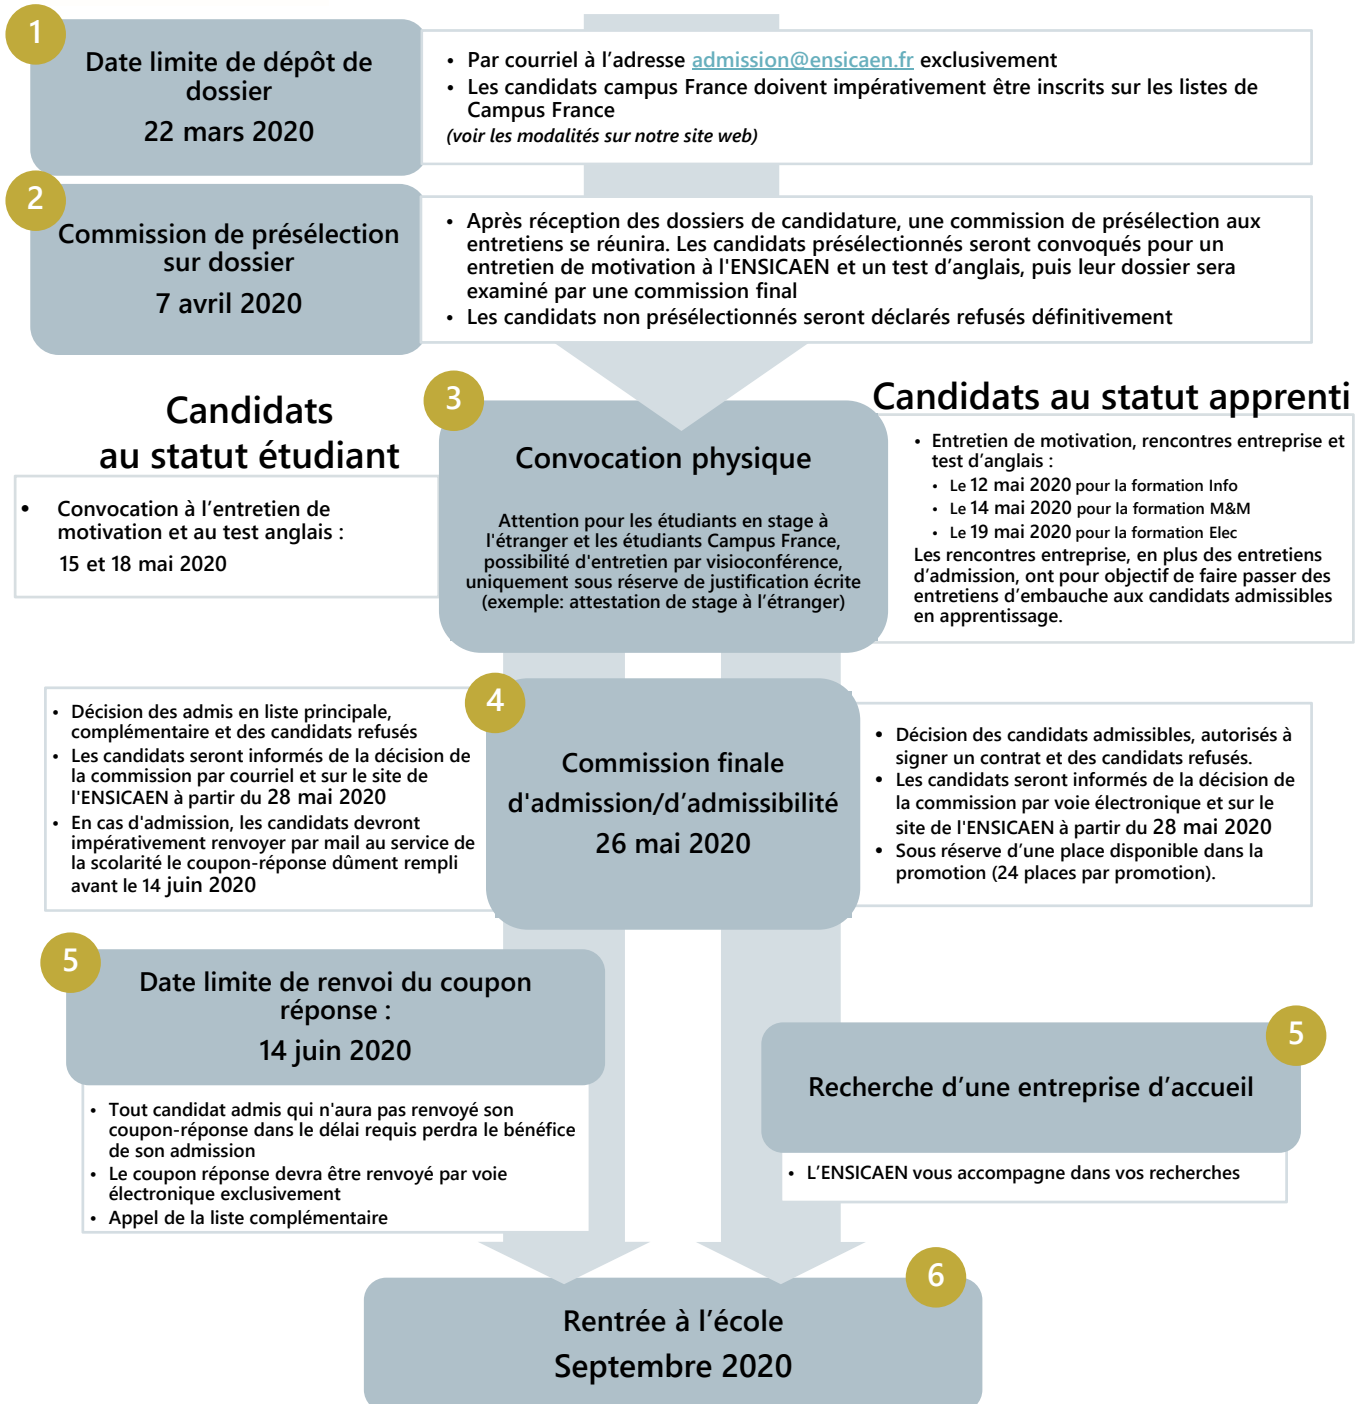 1
Date limite de dépôt de
dossier
22 mars 2020
• Par courriel à l’adresse admission@ensicaen.fr exclusivement
• Les candidats campus France doivent impérativement être inscrits sur les listes de
Campus France
(voir les modalités sur notre site web)
2
Commission de présélection
sur dossier
7 avril 2020
• Après réception des dossiers de candidature, une commission de présélection aux
entretiens se réunira. Les candidats présélectionnés seront convoqués pour un
entretien de motivation à l'ENSICAEN et un test d’anglais, puis leur dossier sera
examiné par une commission final
• Les candidats non présélectionnés seront déclarés refusés définitivement
Candidats
au statut étudiant
• Convocation à l’entretien de
motivation et au test anglais :
15 et 18 mai 2020
3
Convocation physique
Attention pour les étudiants en stage à
l'étranger et les étudiants Campus France,
possibilité d'entretien par visioconférence,
uniquement sous réserve de justification écrite
(exemple: attestation de stage à l’étranger)
Candidats au statut apprenti
• Entretien de motivation, rencontres entreprise et
test d’anglais :
• Le 12 mai 2020 pour la formation Info
• Le 14 mai 2020 pour la formation M&M
• Le 19 mai 2020 pour la formation Elec
Les rencontres entreprise, en plus des entretiens
d’admission, ont pour objectif de faire passer des
entretiens d’embauche aux candidats admissibles
en apprentissage.
• Décision des admis en liste principale,
complémentaire et des candidats refusés
• Les candidats seront informés de la décision de
la commission par courriel et sur le site de
l'ENSICAEN à partir du 28 mai 2020
• En cas d'admission, les candidats devront
impérativement renvoyer par mail au service de
la scolarité le coupon-réponse dûment rempli
avant le 14 juin 2020
4
Commission finale
d'admission/d’admissibilité
26 mai 2020
• Décision des candidats admissibles, autorisés à
signer un contrat et des candidats refusés.
• Les candidats seront informés de la décision de
la commission par voie électronique et sur le
site de l'ENSICAEN à partir du 28 mai 2020
• Sous réserve d’une place disponible dans la
promotion (24 places par promotion).
5
Date limite de renvoi du coupon
réponse :
14 juin 2020
• Tout candidat admis qui n'aura pas renvoyé son
coupon-réponse dans le délai requis perdra le bénéfice
de son admission
• Le coupon réponse devra être renvoyé par voie
électronique exclusivement
• Appel de la liste complémentaire
5
Recherche d’une entreprise d’accueil
• L’ENSICAEN vous accompagne dans vos recherches
6
Rentrée à l’école
Septembre 2020